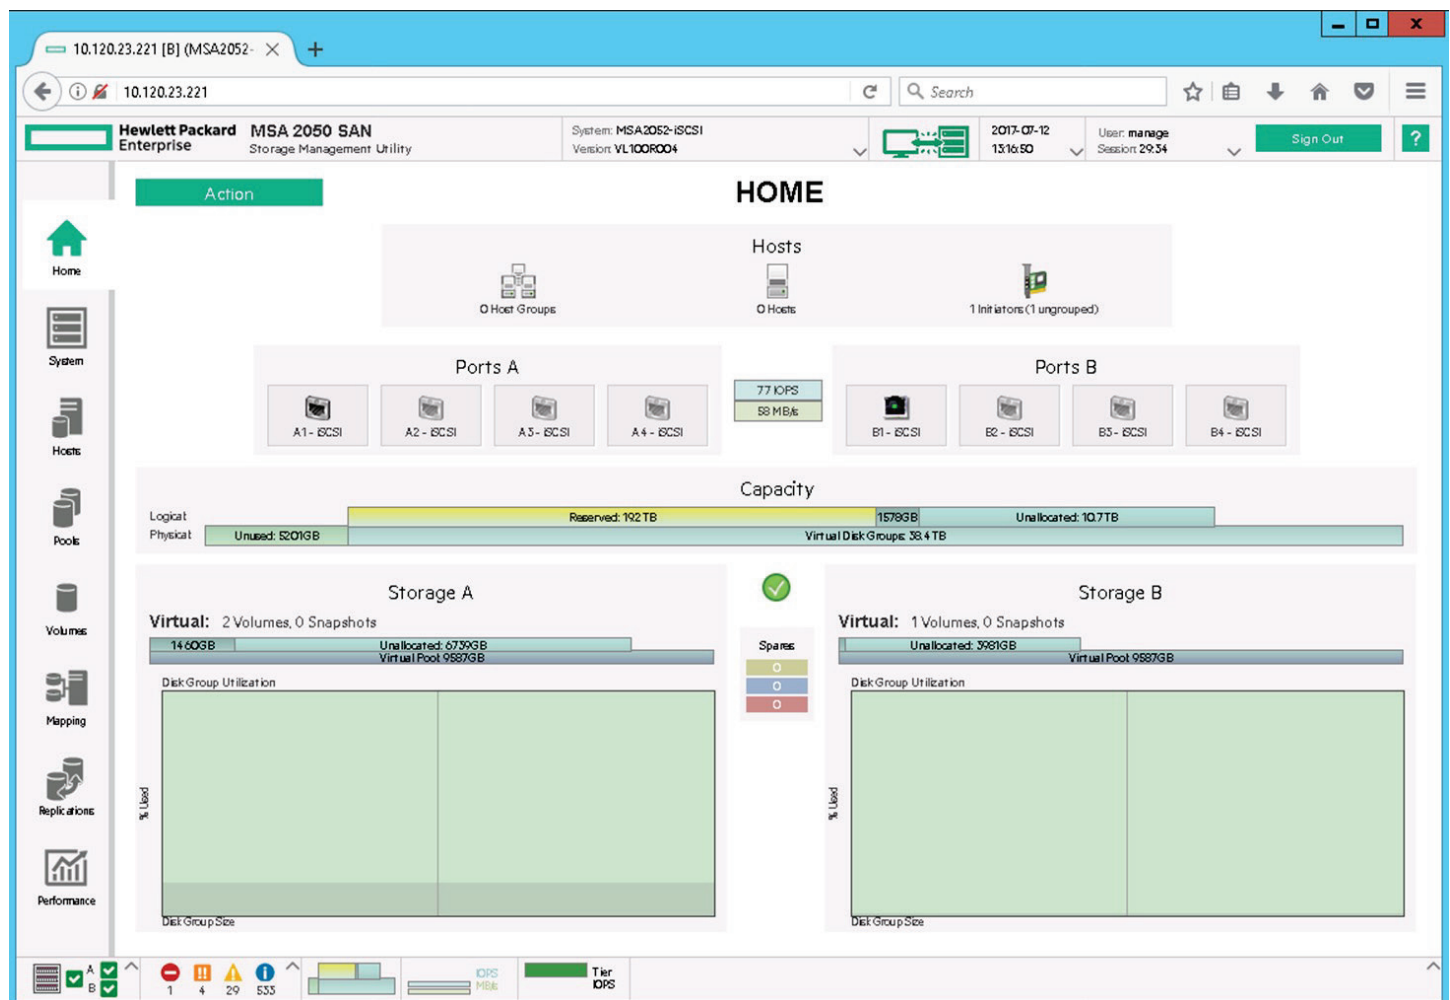 10.120.23.221 [B] (MSA2052-
10.120.23.221
Search
Hewlett Packard
Enterprise
MSA 2050 SAN
Storage Management Utility
System: MSA2052-iSCSI
Version: VL100R004
2017-07-12
13:16:50
User: manage
Session: 29:34
Sign Out
?
Action
HOME
Home
System
Hosts
Pools
Volumes
Mapping
Replications
Performance
Hosts
0 Host Groups
0 Hosts
1 Initiators (1 ungrouped)
Ports A
A1 - iSCSI
A2 - iSCSI
A3 - iSCSI
A4 - iSCSI
77 IOPS
58 MB/s
Ports B
B1 - iSCSI
B2 - iSCSI
B3 - iSCSI
B4 - iSCSI
Capacity
Logical:
Reserved: 19.2TB
1578GB
Unallocated: 10.7TB
Physical:
Unused: 5201GB
Virtual Disk Groups: 38.4TB
Storage A
Virtual: 2 Volumes, 0 Snapshots
1460GB
Unallocated: 6739GB
Virtual Pool: 9587GB
Disk Group Utilization
% Used
Disk Group Size
Spares
0
0
0
Storage B
Virtual: 1 Volumes, 0 Snapshots
Unallocated: 3981GB
Virtual Pool: 9587GB
Disk Group Utilization
% Used
Disk Group Size
A
B
1
4
29
533
IOPS
MB/s
Tier
IOPS